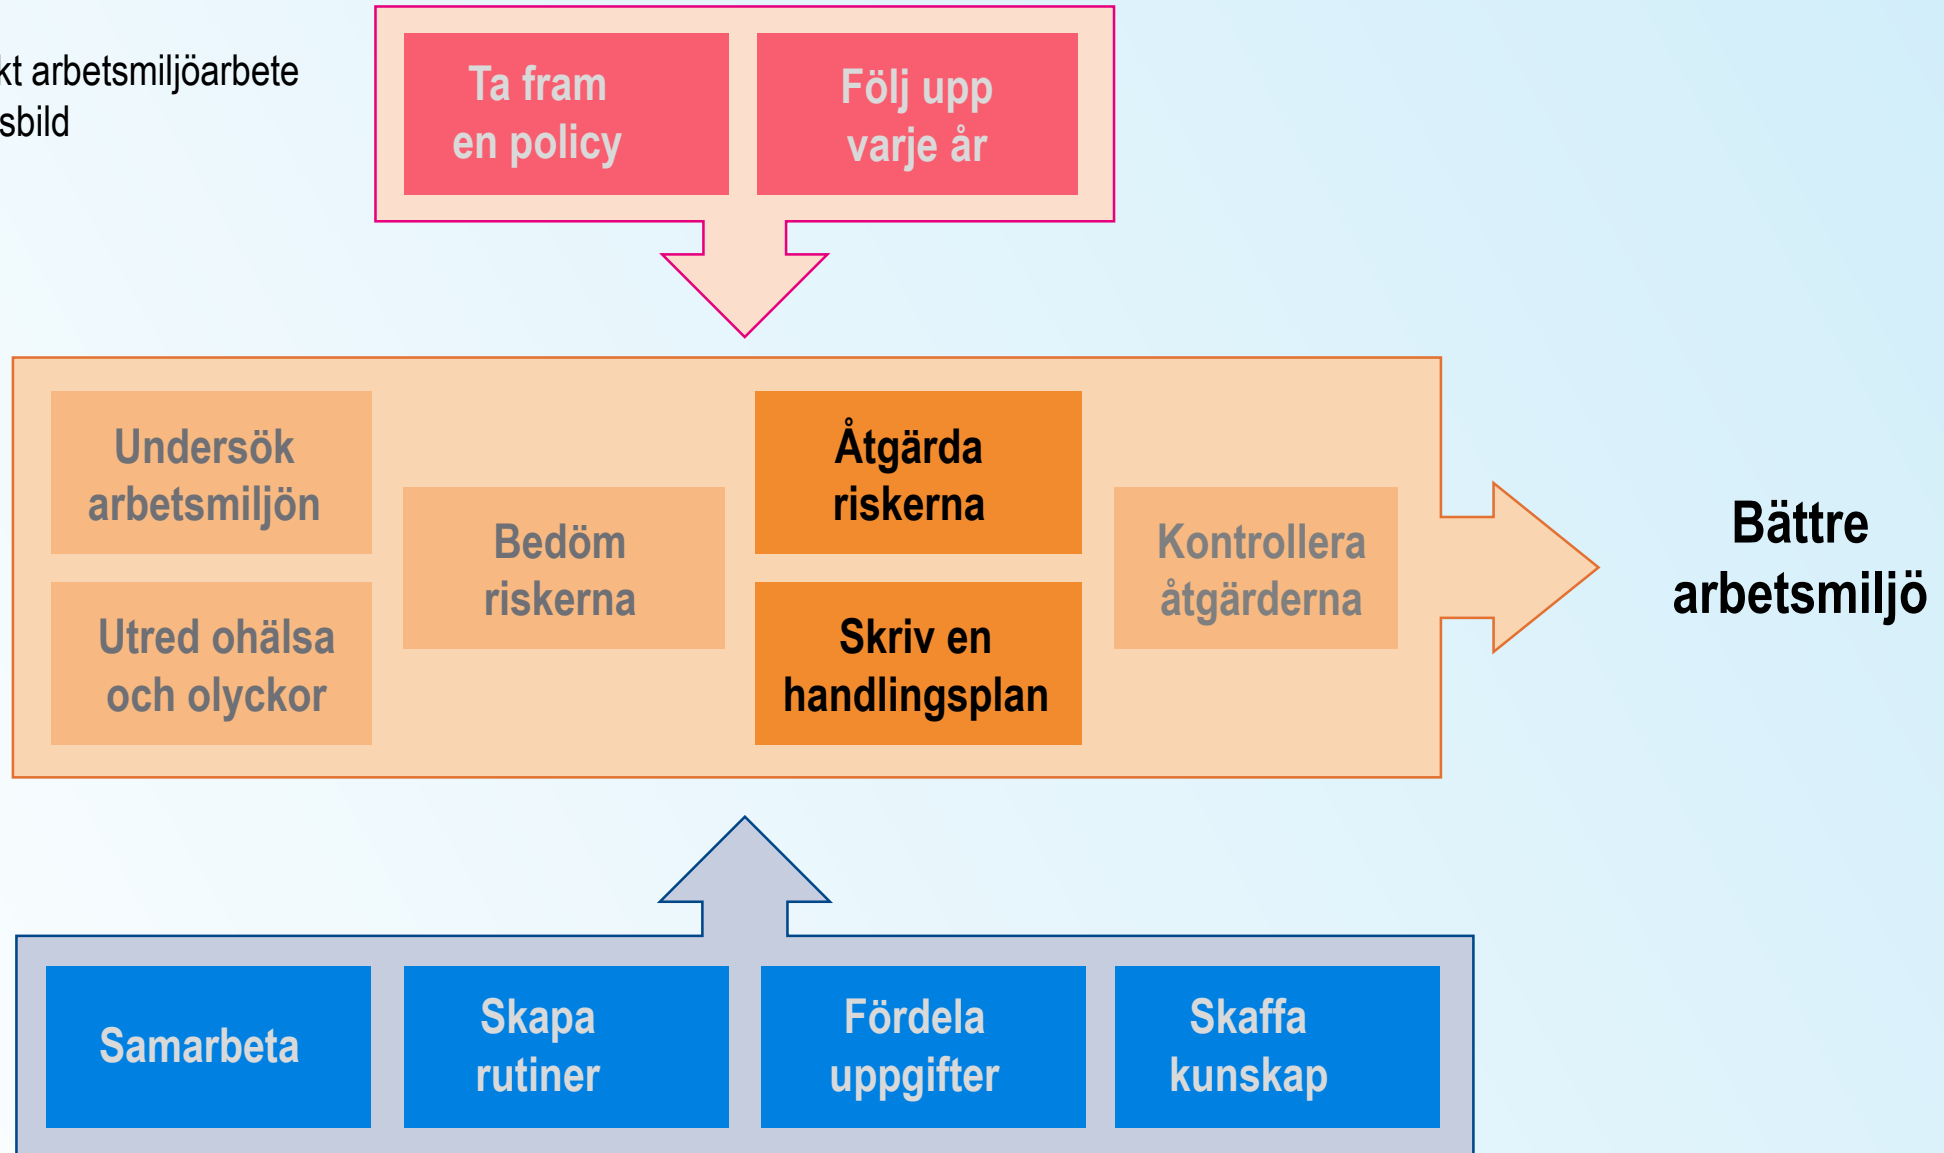 kt arbetsmiljöarbete
sbild
Ta fram
en policy
Följ upp
varje år
Undersök
arbetsmiljön
Utred ohälsa
och olyckor
Bedöm
riskerna
Åtgärda
riskerna
Skriv en
handlingsplan
Kontrollera
åtgärderna
Bättre
arbetsmiljö
Samarbeta
Skapa
rutiner
Fördela
uppgifter
Skaffa
kunskap